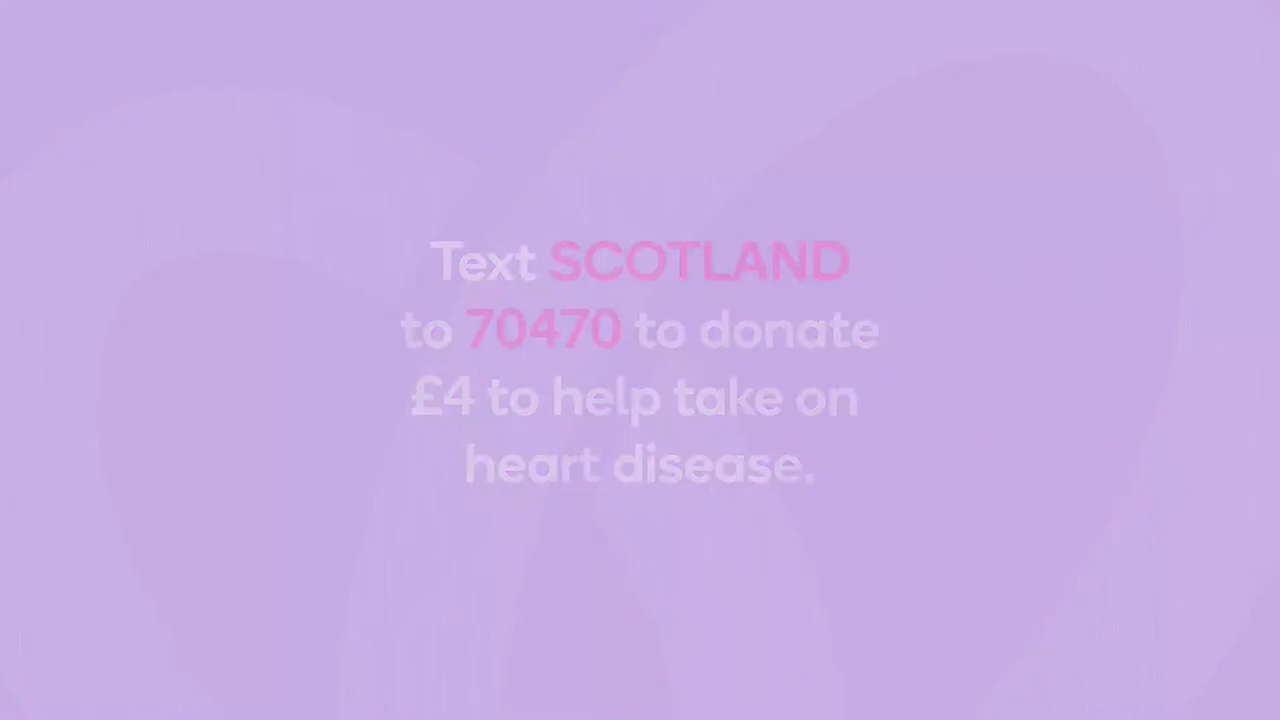 Text SCOTLAND
to 70470 to donate
£4 to help take on
heart disease.